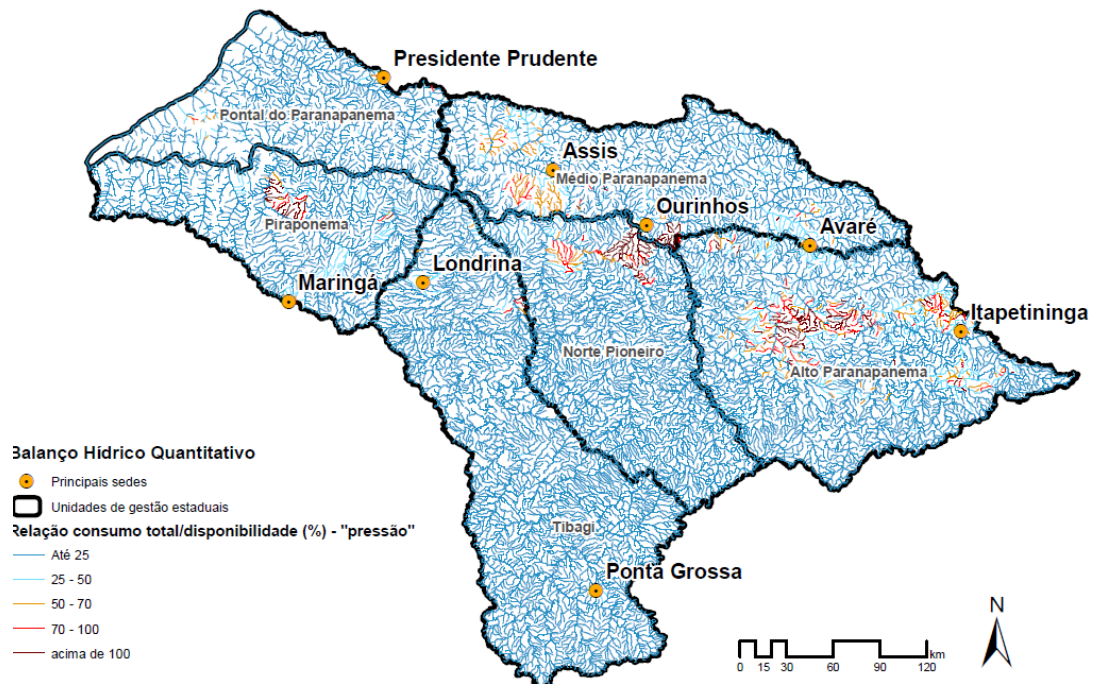 Presidente Prudente
Pontal do Paranapanema
Assis
Médio Paranapanema
Ourinhos
Avaré
Piraponema
Londrina
Maringá
Itapetininga
Norte Pioneiro
Alto Paranapanema
Tibagi
Ponta Grossa
Balanço Hídrico Quantitativo
Principais sedes
Unidades de gestão estaduais
Relação consumo total/disponibilidade (%) - "pressão"
Até 25
25 - 50
50 - 70
70 - 100
acima de 100
N
km
0 15 30 60 90 120